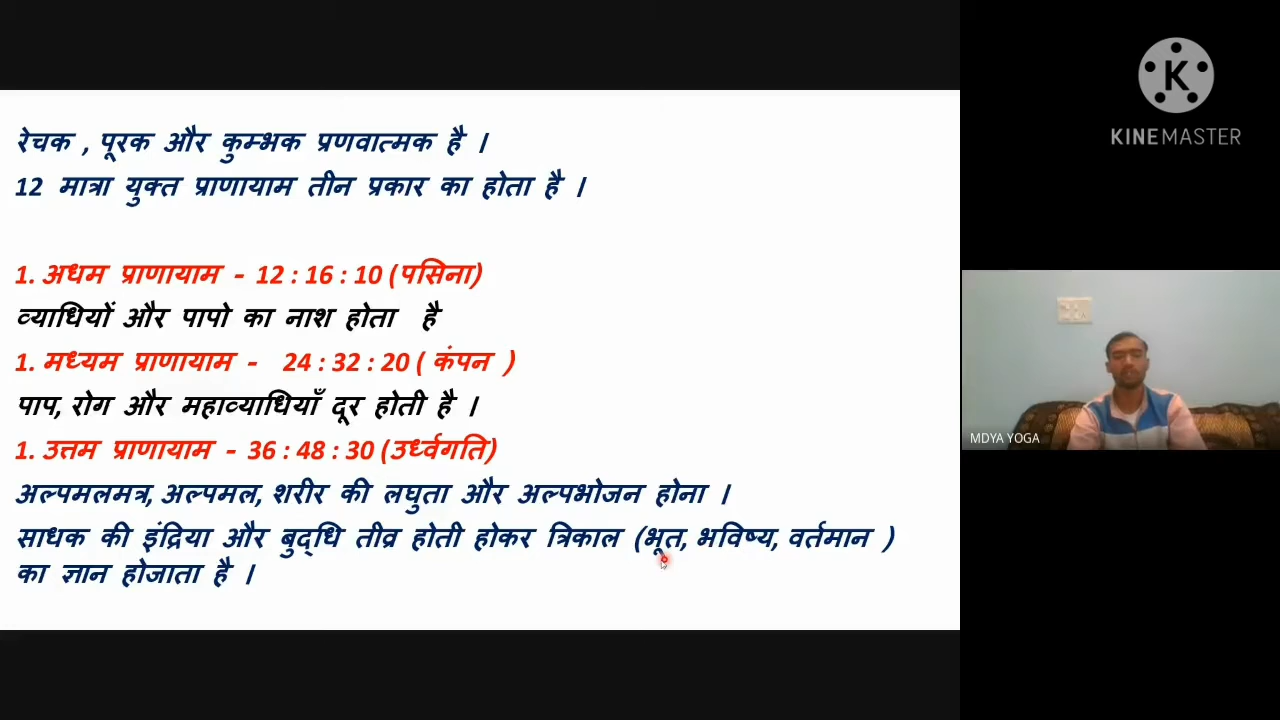 रेचक , पूरक और कुम्भक प्रणवात्मक है ।
12 मात्रा युक्त प्राणायाम तीन प्रकार का होता है ।
1. अधम प्राणायाम - 12 : 16 : 10 (पसिना)
व्याधियों और पापो का नाश होता है
1. मध्यम प्राणायाम - 24 : 32 : 20 ( कंपन )
पाप, रोग और महाव्याधियाँ दूर होती है ।
1. उत्तम प्राणायाम - 36 : 48 : 30 (उर्ध्वगति)
अल्पमलमत्र, अल्पमल, शरीर की लघुता और अल्पभोजन होना ।
साधक की इंद्रिया और बुद्धि तीव्र होती होकर त्रिकाल (भूत, भविष्य, वर्तमान )
का ज्ञान होजाता है ।
K
KINEMASTER
MDYA YOGA